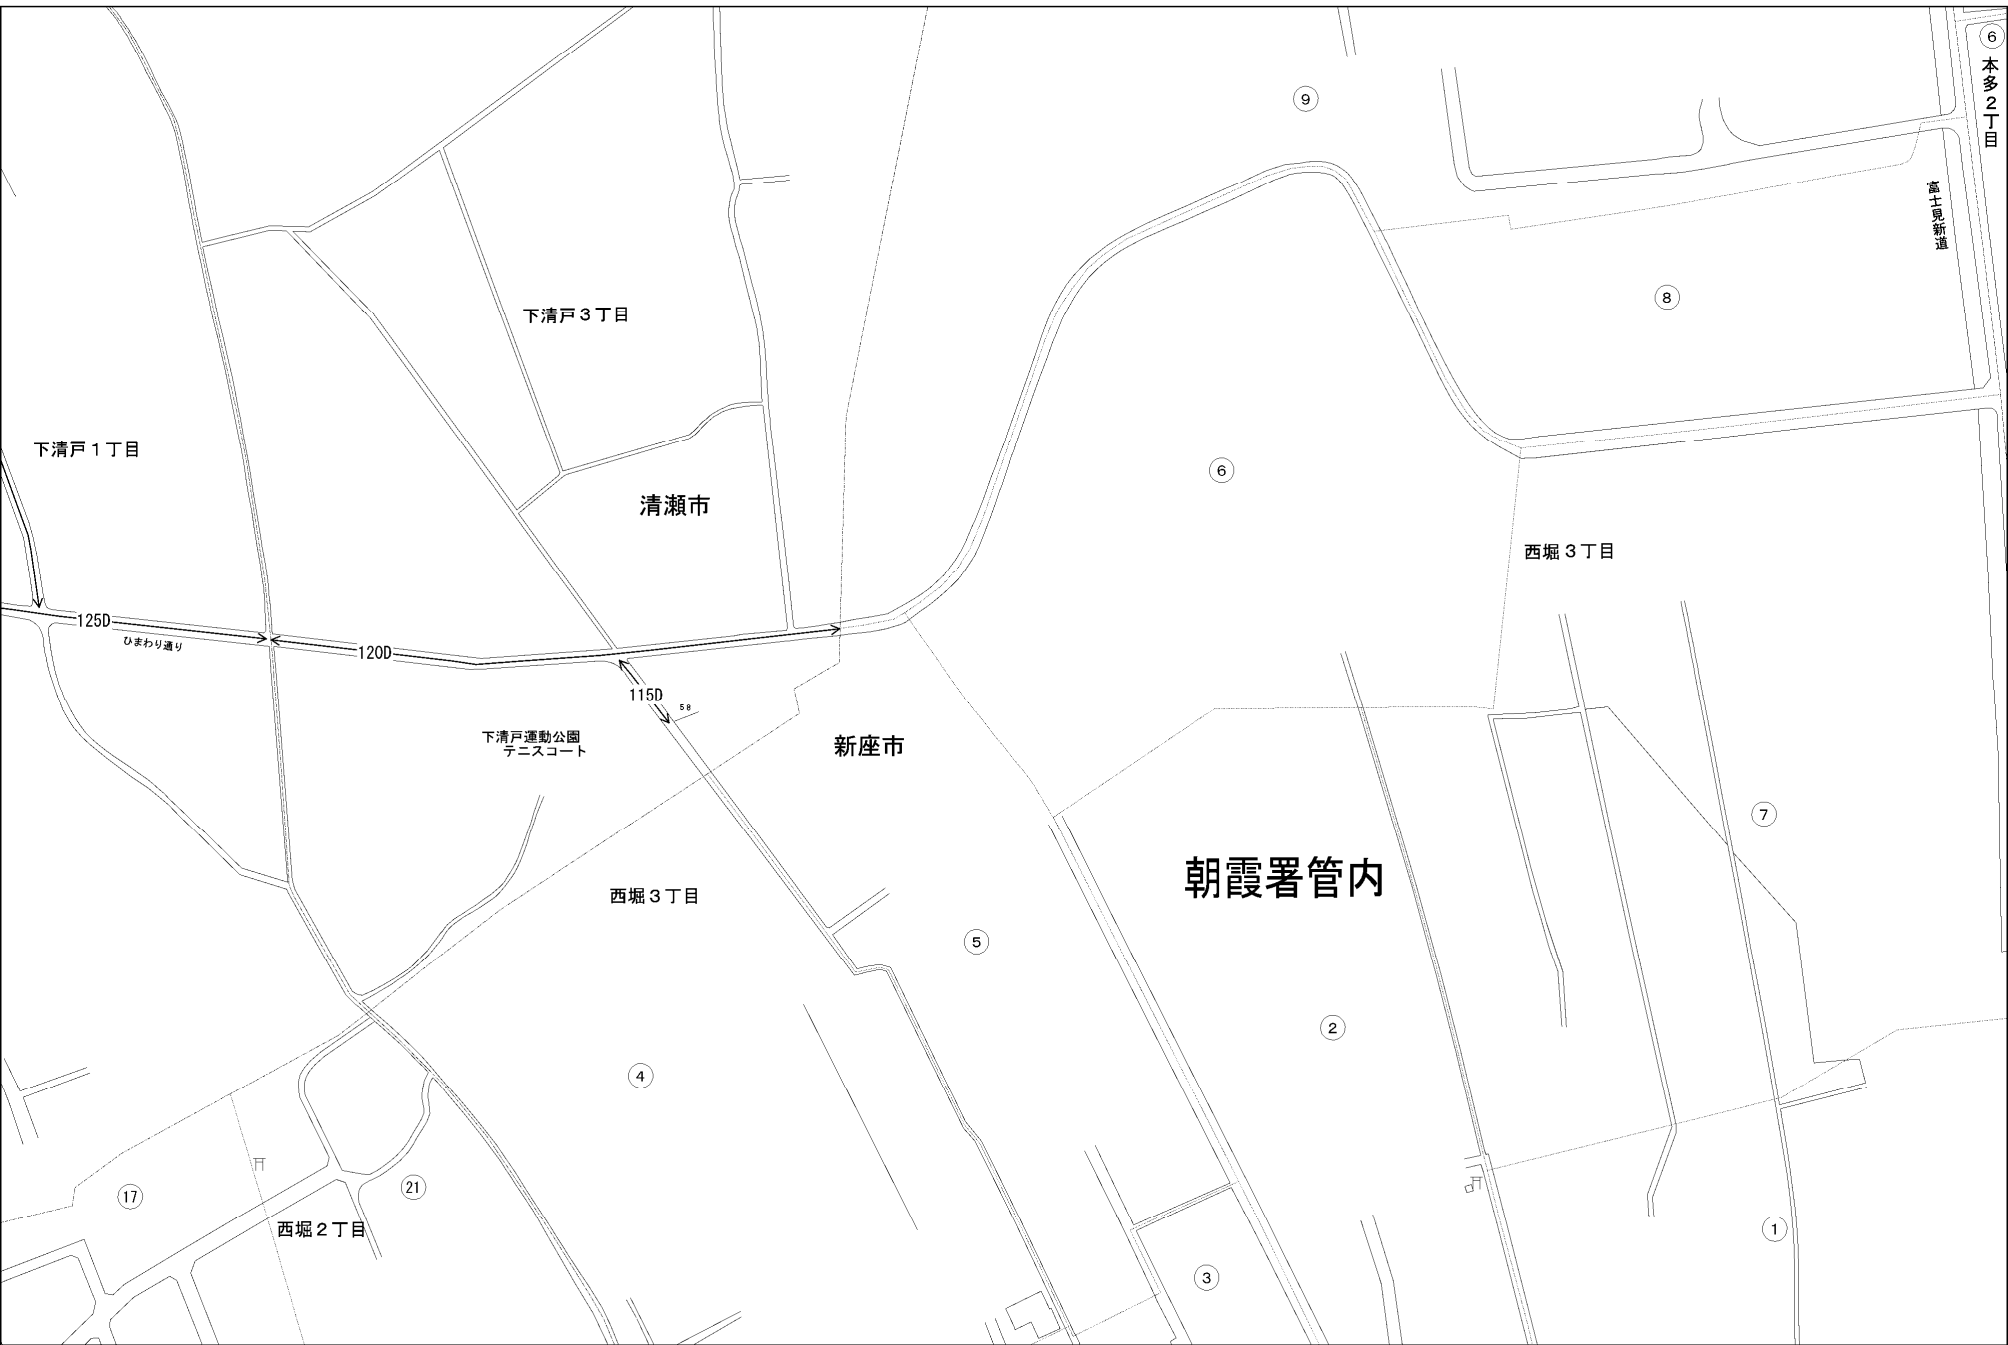 ⑥
本多2丁目
⑨
富士見新道
⑧
下清戸3丁目
下清戸1丁目
⑥
清瀬市
西堀3丁目
125D
ひまわり通り
120D
115D
58
下清戸運動公園
テニスコート
新座市
⑦
朝霞署管内
西堀3丁目
⑤
②
④
⑰
㉑
西堀2丁目
①
③